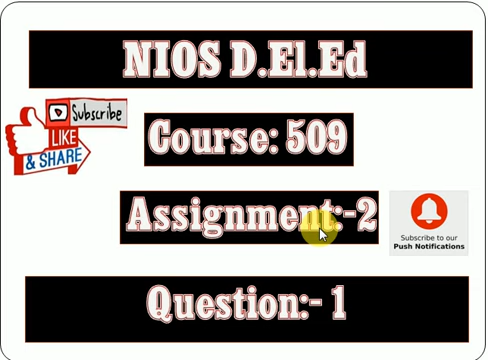 NIOS D.El.Ed
Subscribe
LIKE
& SHARE
Course: 509
Assignment:-2
Subscribe to our
Push Notifications
Question:- 1